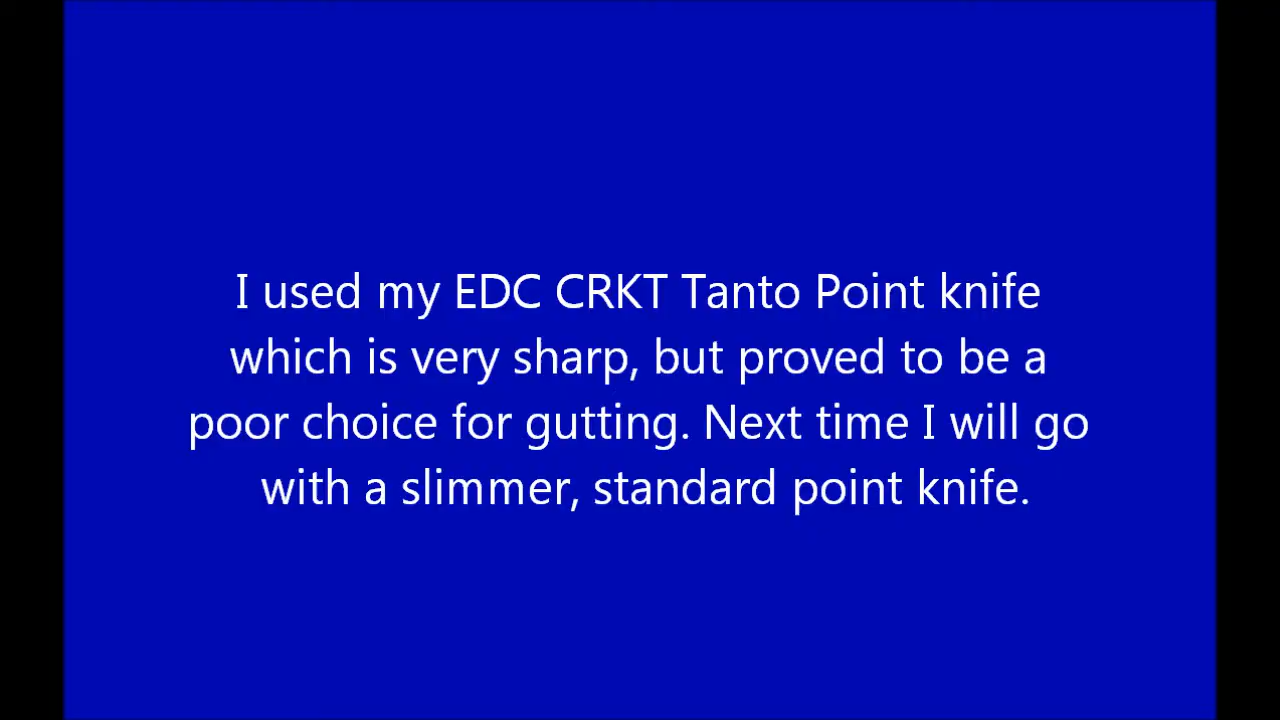 I used my EDC CRKT Tanto Point knife
which is very sharp, but proved to be a
poor choice for gutting. Next time I will go
with a slimmer, standard point knife.